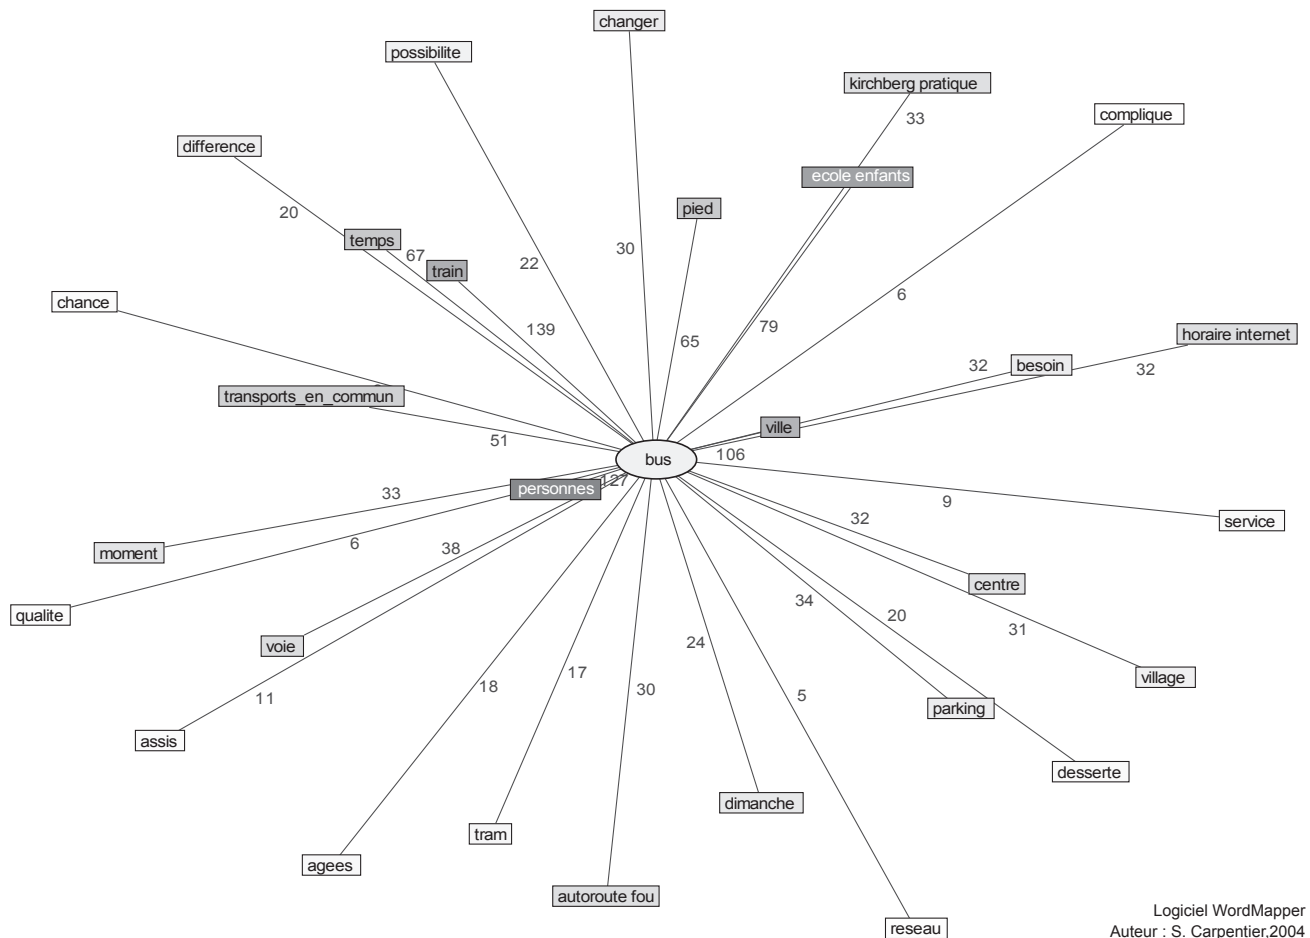 changer
possibilite
kirchberg pratique
33
complique
difference
ecole enfants
20
pied
temps
67
train
30
22
6
chance
139
79
65
horaire internet
besoin
32
32
transports_en_commun
51
ville
106
bus
127
personnes
33
9
service
32
moment
6
38
centre
qualite
34
20
31
voie
24
village
11
18
17
30
5
parking
assis
desserte
dimanche
tram
agees
autoroute fou
reseau
Logiciel WordMapper
Auteur : S. Carpentier,2004